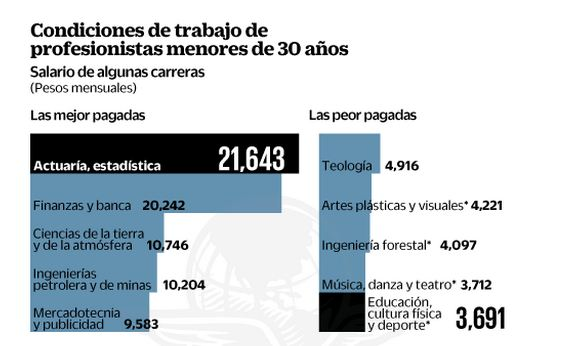 Condiciones de trabajo de
profesionistas menores de 30 años
Salario de algunas carreras
(Pesos mensuales)
Las mejor pagadas
Actuaría, estadística 21,643
Finanzas y banca 20,242
Ciencias de la tierra
y de la atmósfera 10,746
Ingenierías
petrolera y de minas 10,204
Mercadotecnia
y publicidad 9,583
Las peor pagadas
Teología 4,916
Artes plásticas y visuales* 4,221
Ingeniería forestal* 4,097
Música, danza y teatro* 3,712
Educación,
cultura física
y deporte* 3,691